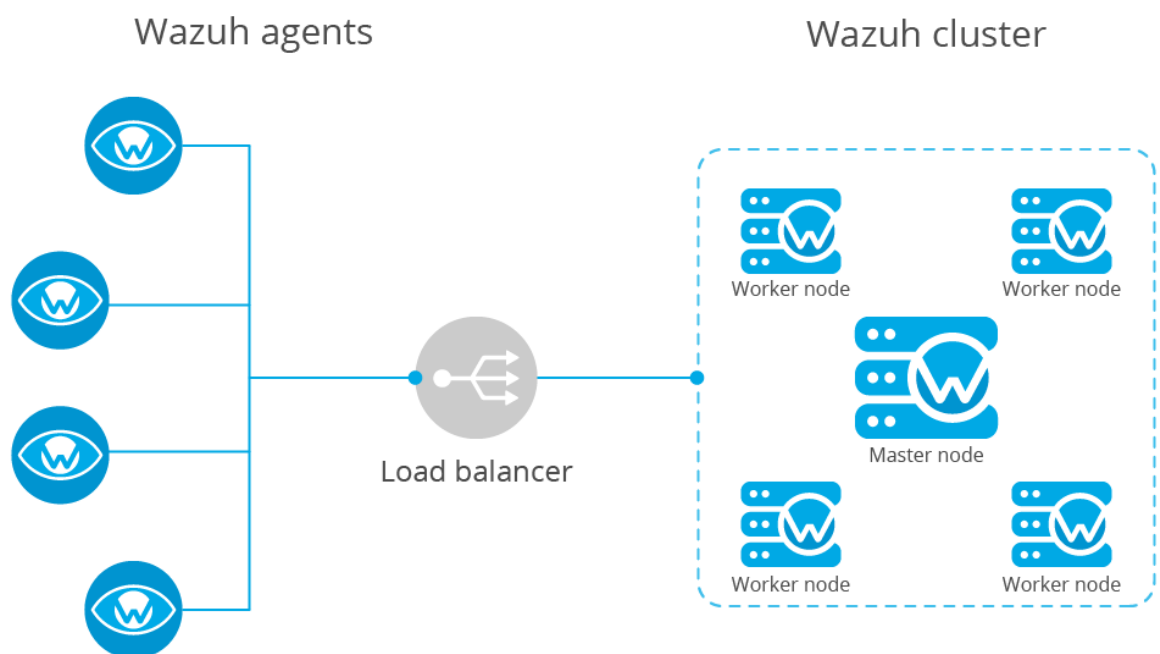 Wazuh agents
Wazuh cluster
Worker node
Worker node
Master node
Load balancer
Worker node
Worker node